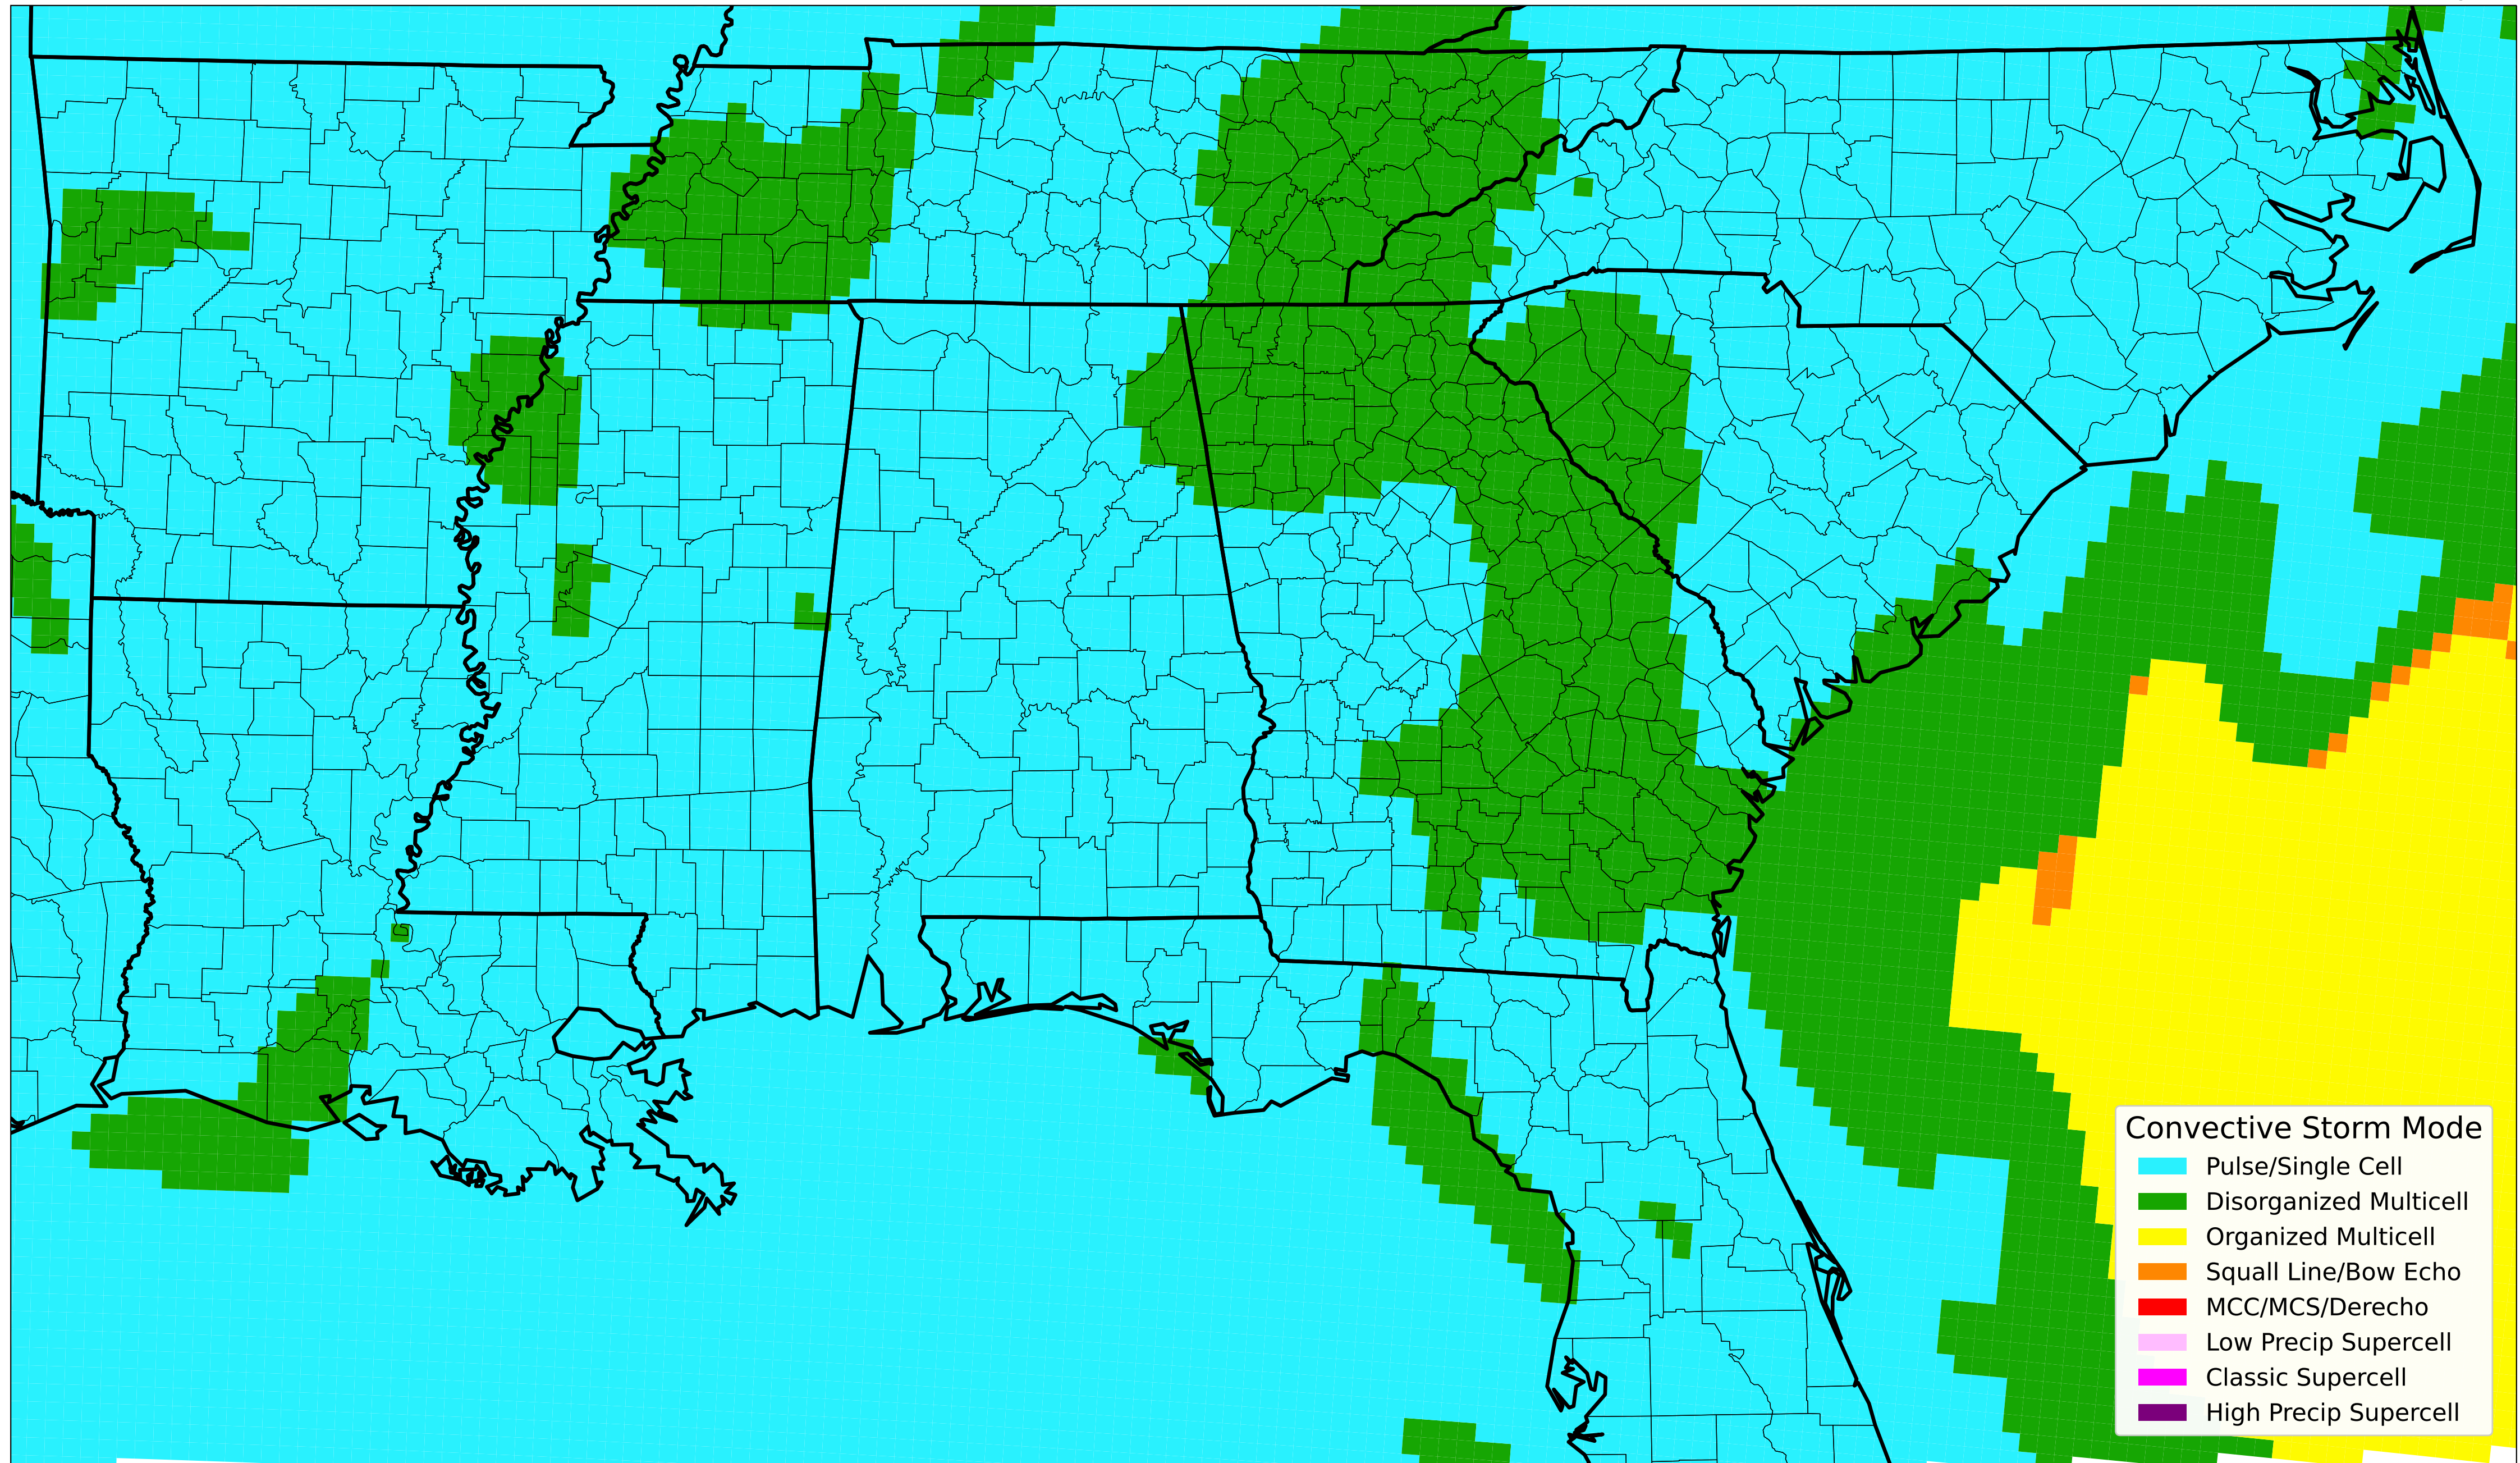 Convective Storm Mode
Pulse/Single Cell
Disorganized Multicell
Organized Multicell
Squall Line/Bow Echo
MCC/MCS/Derecho
Low Precip Supercell
Classic Supercell
High Precip Supercell